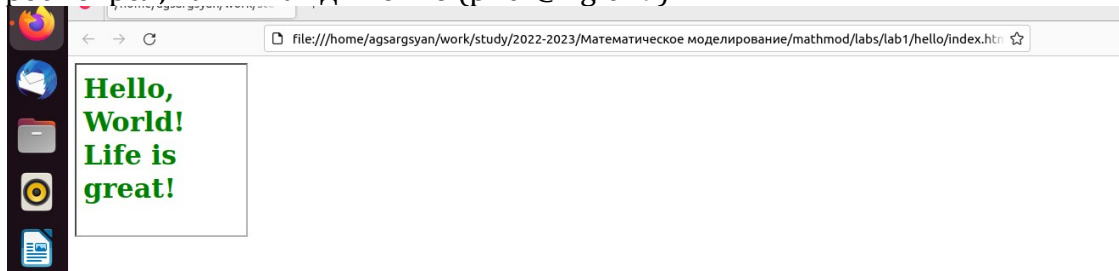 file:///home/agsargsyan/work/study/2022-2023/Математическое моделирование/mathmod/labs/lab1/hello/index.htm
Hello,
World!
Life is
great!